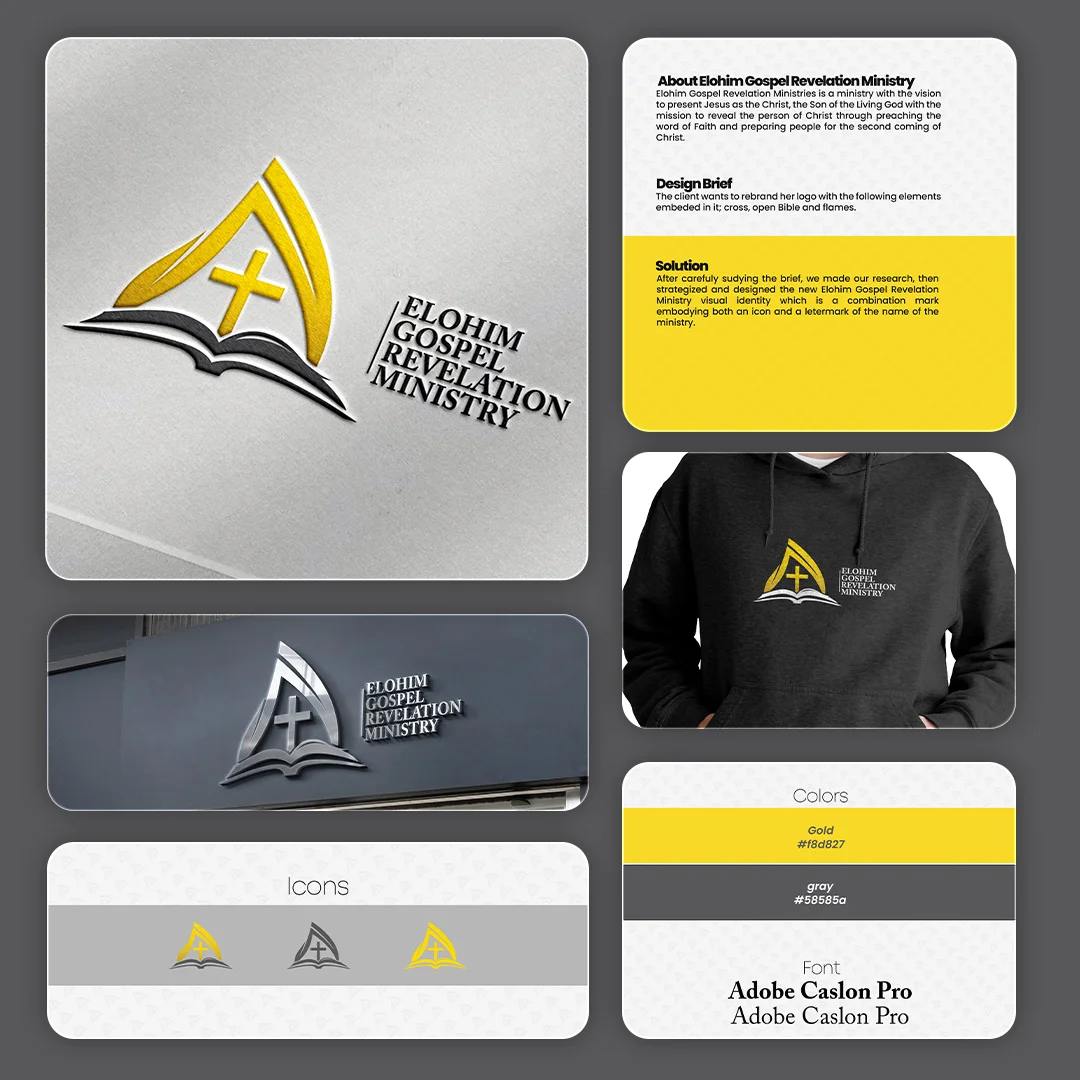 ELOHIM
GOSPEL
REVELATION
MINISTRY
About Elohim Gospel Revelation Ministry
Elohim Gospel Revelation Ministries is a ministry with the vision
to present Jesus as the Christ, the Son of the Living God with the
mission to reveal the person of Christ through preaching the
word of Faith and preparing people for the second coming of
Christ.
Design Brief
The client wants to rebrand her logo with the following elements
embeded in it; cross, open Bible and flames.
Solution
After carefuly sudying the brief, we made our research, then
strategized and designed the new Elohim Gospel Revelation
Ministry visual identity which is a combination mark
embodying both an icon and a letermark of the name of the
ministry.
ELOHIM
GOSPEL
REVELATION
MINISTRY
ELOHIM
GOSPEL
REVELATION
MINISTRY
Icons
Colors
Gold
#f8d827
gray
#58585a
Font
Adobe Caslon Pro
Adobe Caslon Pro